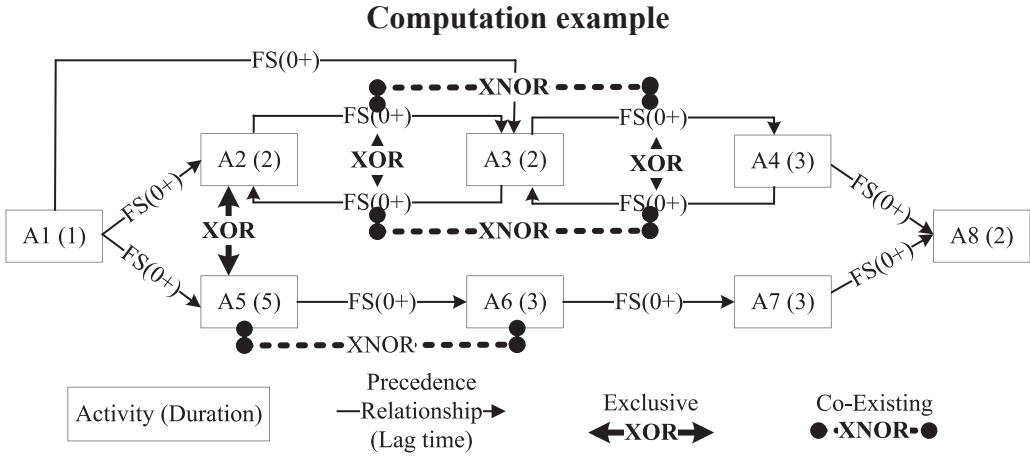 Computation example
FS(0+)
XNOR
FS(0+)
FS(0+)
A2 (2)
XOR
A3 (2)
XOR
A4 (3)
FS(0+)
FS(0+)
FS(0+)
FS(0+)
A1 (1)
XOR
XNOR
A8 (2)
FS(0+)
FS(0+)
A5 (5)
FS(0+)
A6 (3)
FS(0+)
A7 (3)
XNOR
Activity (Duration)
Precedence
Relationship
(Lag time)
Exclusive
XOR
Co-Existing
XNOR